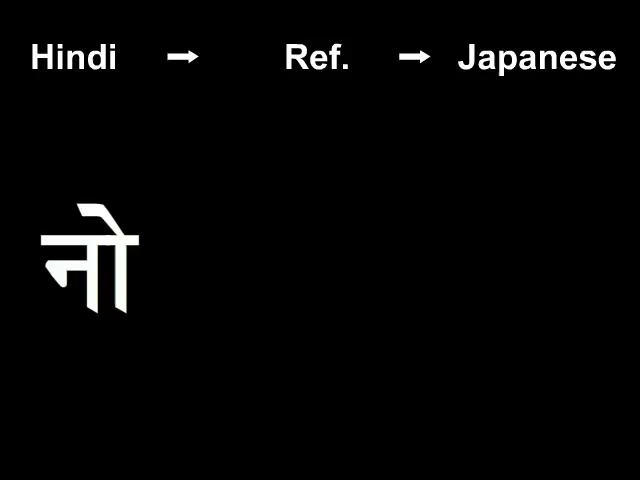 Hindi → Ref. → Japanese
नो